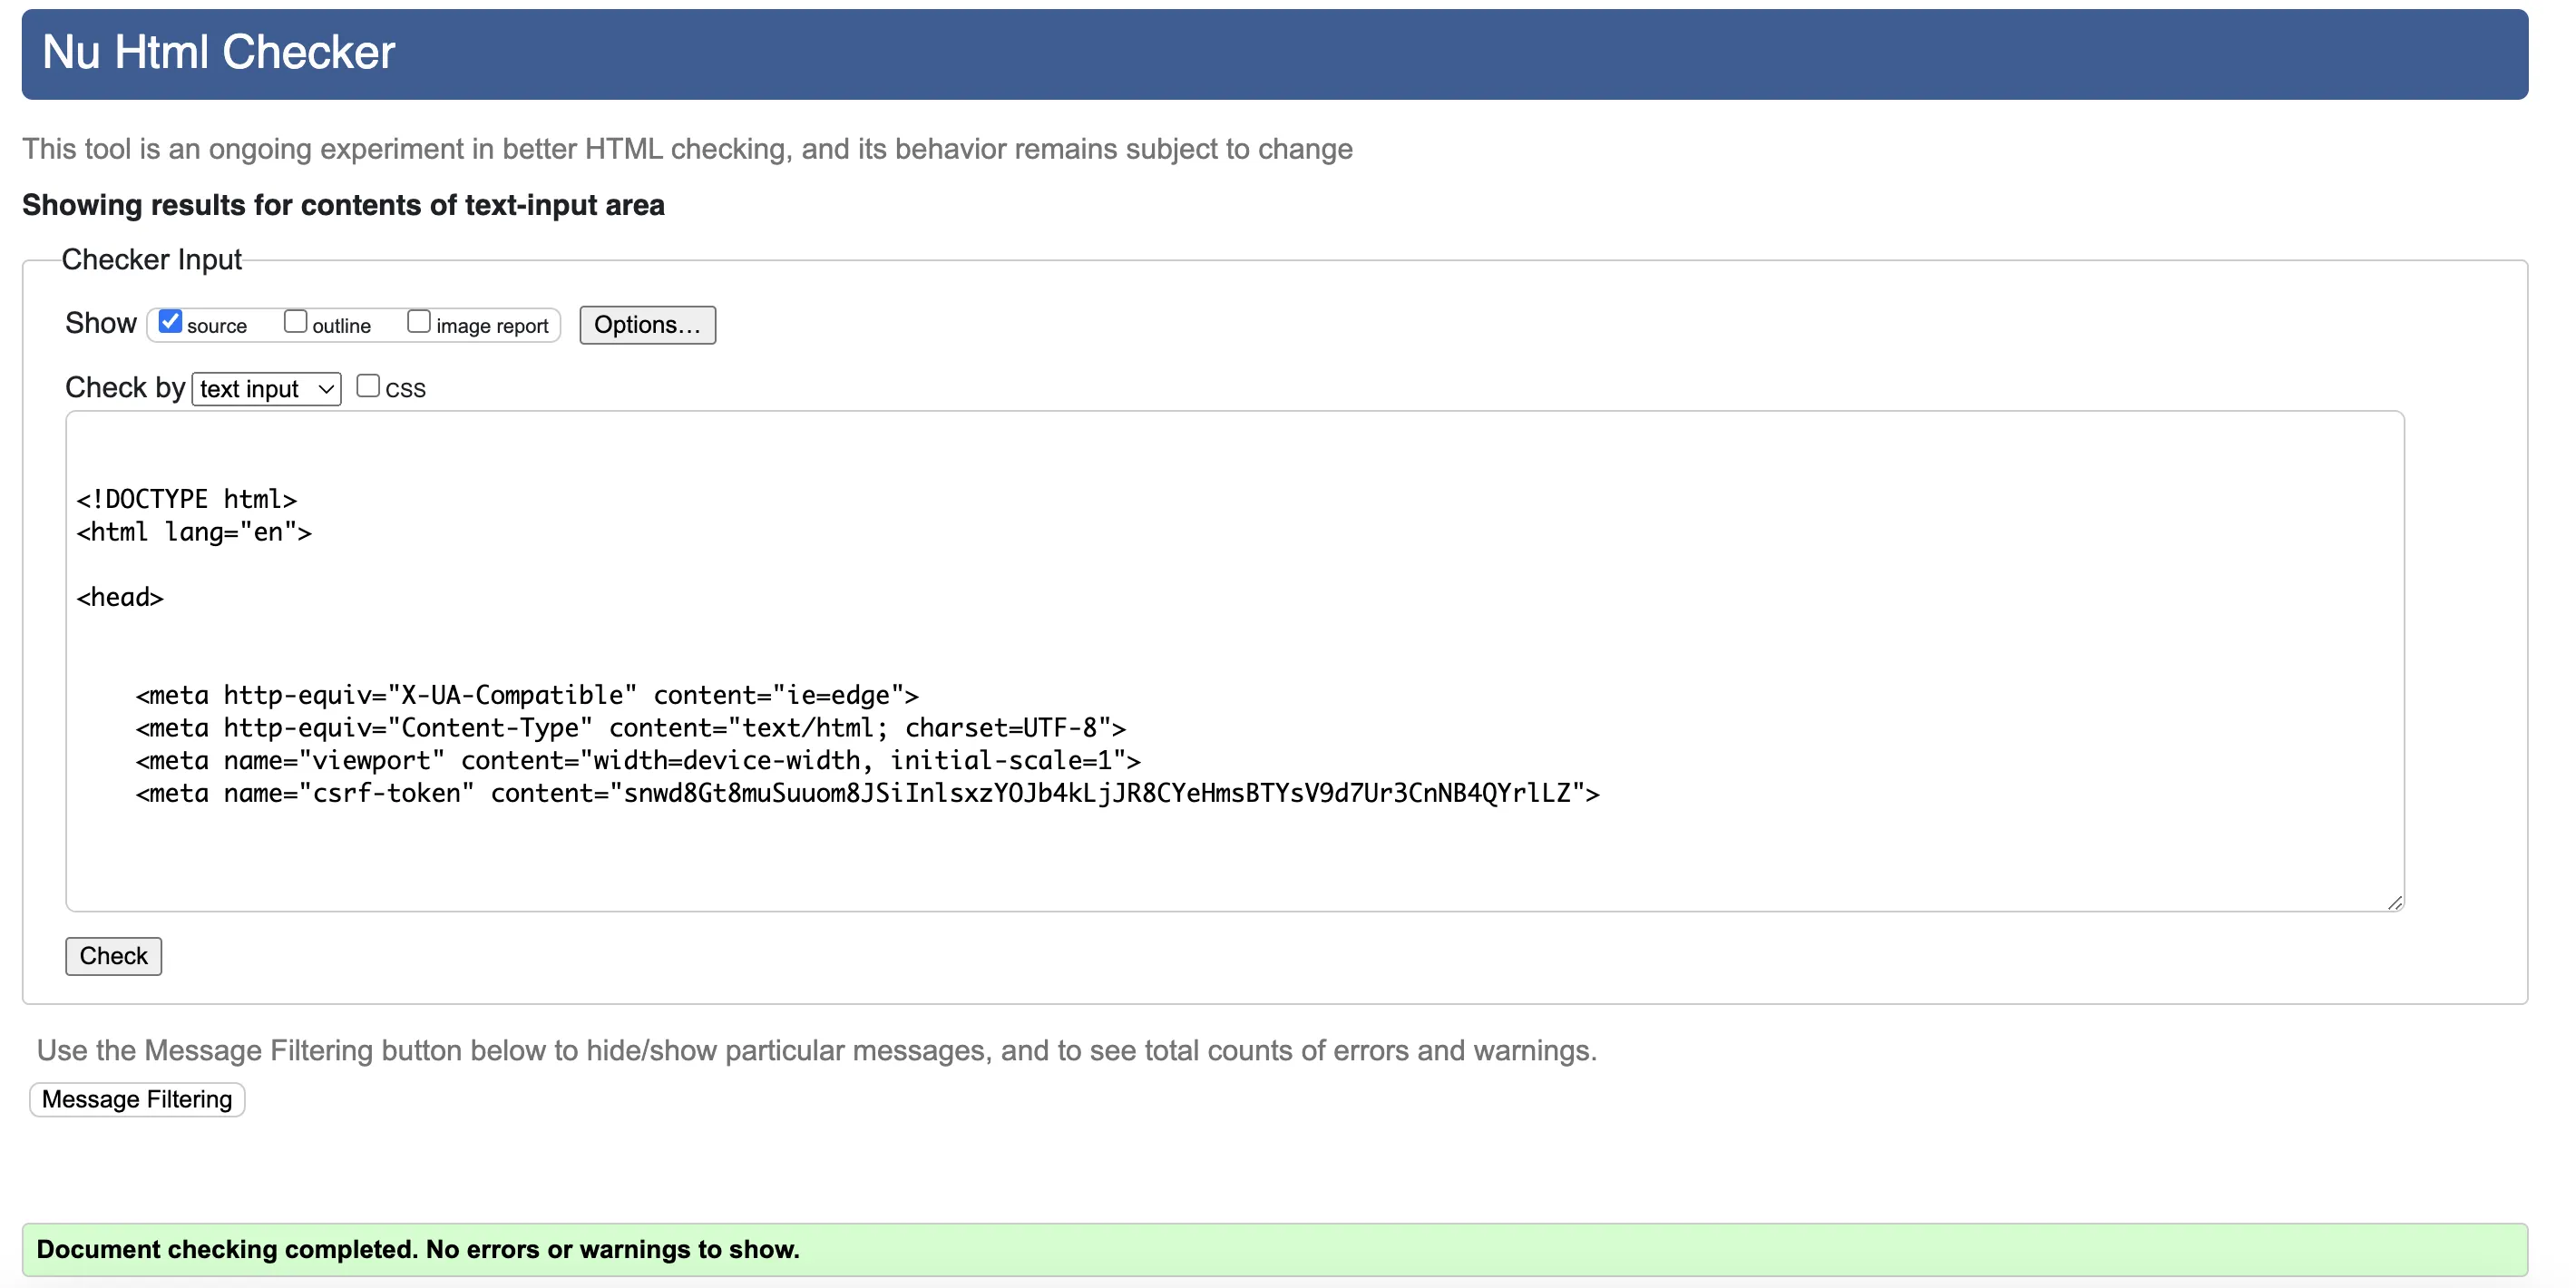 Nu Html Checker
This tool is an ongoing experiment in better HTML checking, and its behavior remains subject to change
Showing results for contents of text-input area
Checker Input
Show source outline image report Options...
Check by text input CSS
<!DOCTYPE html>
<html lang="en">
<head>
<meta http-equiv="X-UA-Compatible" content="ie=edge">
<meta http-equiv="Content-Type" content="text/html; charset=UTF-8">
<meta name="viewport" content="width=device-width, initial-scale=1">
<meta name="csrf-token" content="snwd8Gt8muSuuom8JSiInlsxzYOJb4kLjJR8CYeHmsBTYsV9d7Ur3CnNB4QYrlLZ">
Check
Use the Message Filtering button below to hide/show particular messages, and to see total counts of errors and warnings.
Message Filtering
Document checking completed. No errors or warnings to show.